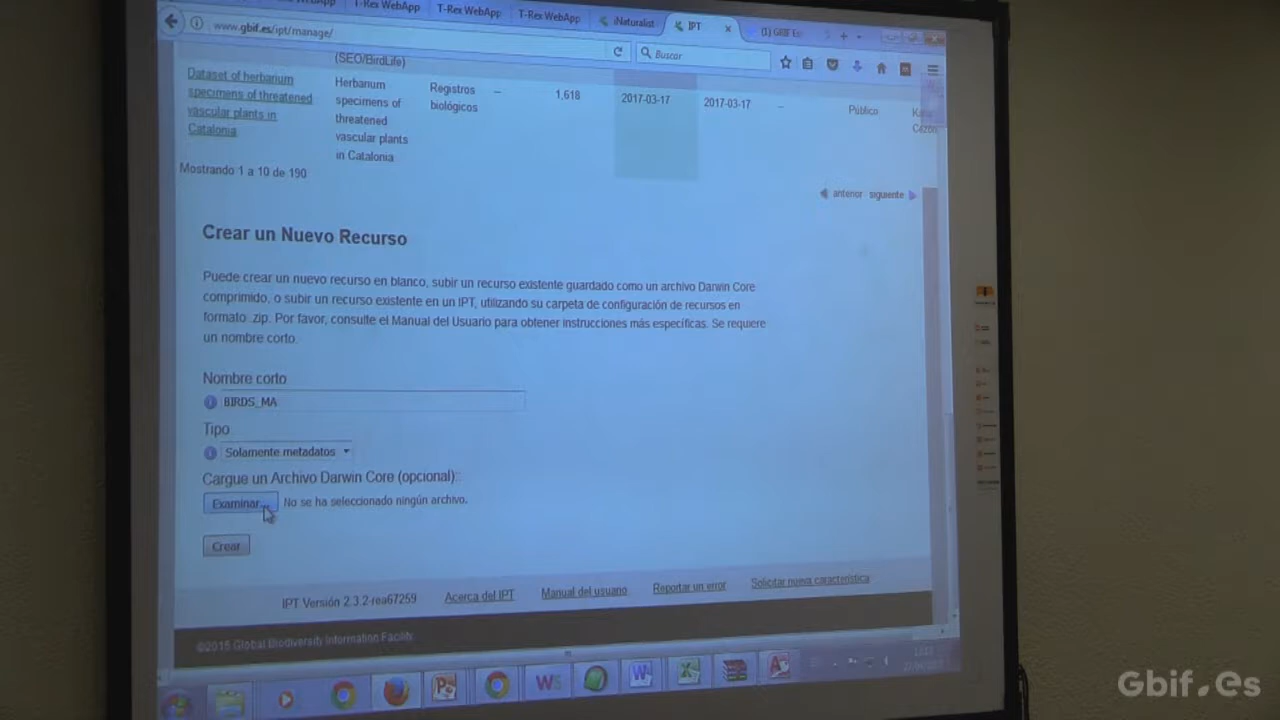 T-Rex WebApp
T-Rex WebApp
T-Rex WebApp
iNaturalist
IPT
www.gbif.es/ipt/manage/
Buscar
(SEO/BirdLife)
Dataset of herbarium
specimens of threatened
vascular plants in
Catalonia
Herbarium
specimens of
threatened
vascular plants
in Catalonia
Registros
biológicos
—
1,618
2017-03-17
2017-03-17
—
Público
Mostrando 1 a 10 de 190
anterior siguiente
Crear un Nuevo Recurso
Puede crear un nuevo recurso en blanco, subir un recurso existente guardado como un archivo Darwin Core
comprimido, o subir un recurso existente en un IPT, utilizando su carpeta de configuración de recursos en
formato .zip. Por favor, consulte el Manual del Usuario para obtener instrucciones más específicas. Se requiere
un nombre corto.
Nombre corto
BIRDS_MA
Tipo
Solamente metadatos
Cargue un Archivo Darwin Core (opcional)::
Examinar... No se ha seleccionado ningún archivo.
Crear
IPT Versión 2.3.2-rea67259
Acerca del IPT
Manual del usuario
Reportar un error
Solicitar nueva característica
©2015 Global Biodiversity Information Facility.
Gbif.Es